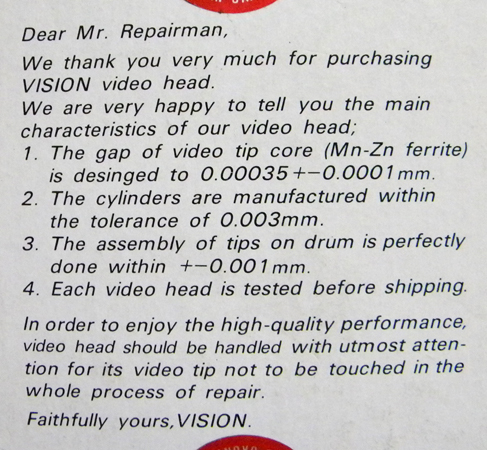 Dear Mr. Repairman,
We thank you very much for purchasing
VISION video head.
We are very happy to tell you the main
characteristics of our video head;
1. The gap of video tip core (Mn-Zn ferrite)
is desinged to 0.00035+-0.0001mm.
2. The cylinders are manufactured within
the tolerance of 0.003mm.
3. The assembly of tips on drum is perfectly
done within +-0.001mm.
4. Each video head is tested before shipping.
In order to enjoy the high-quality performance,
video head should be handled with utmost atten-
tion for its video tip not to be touched in the
whole process of repair.
Faithfully yours,VISION.